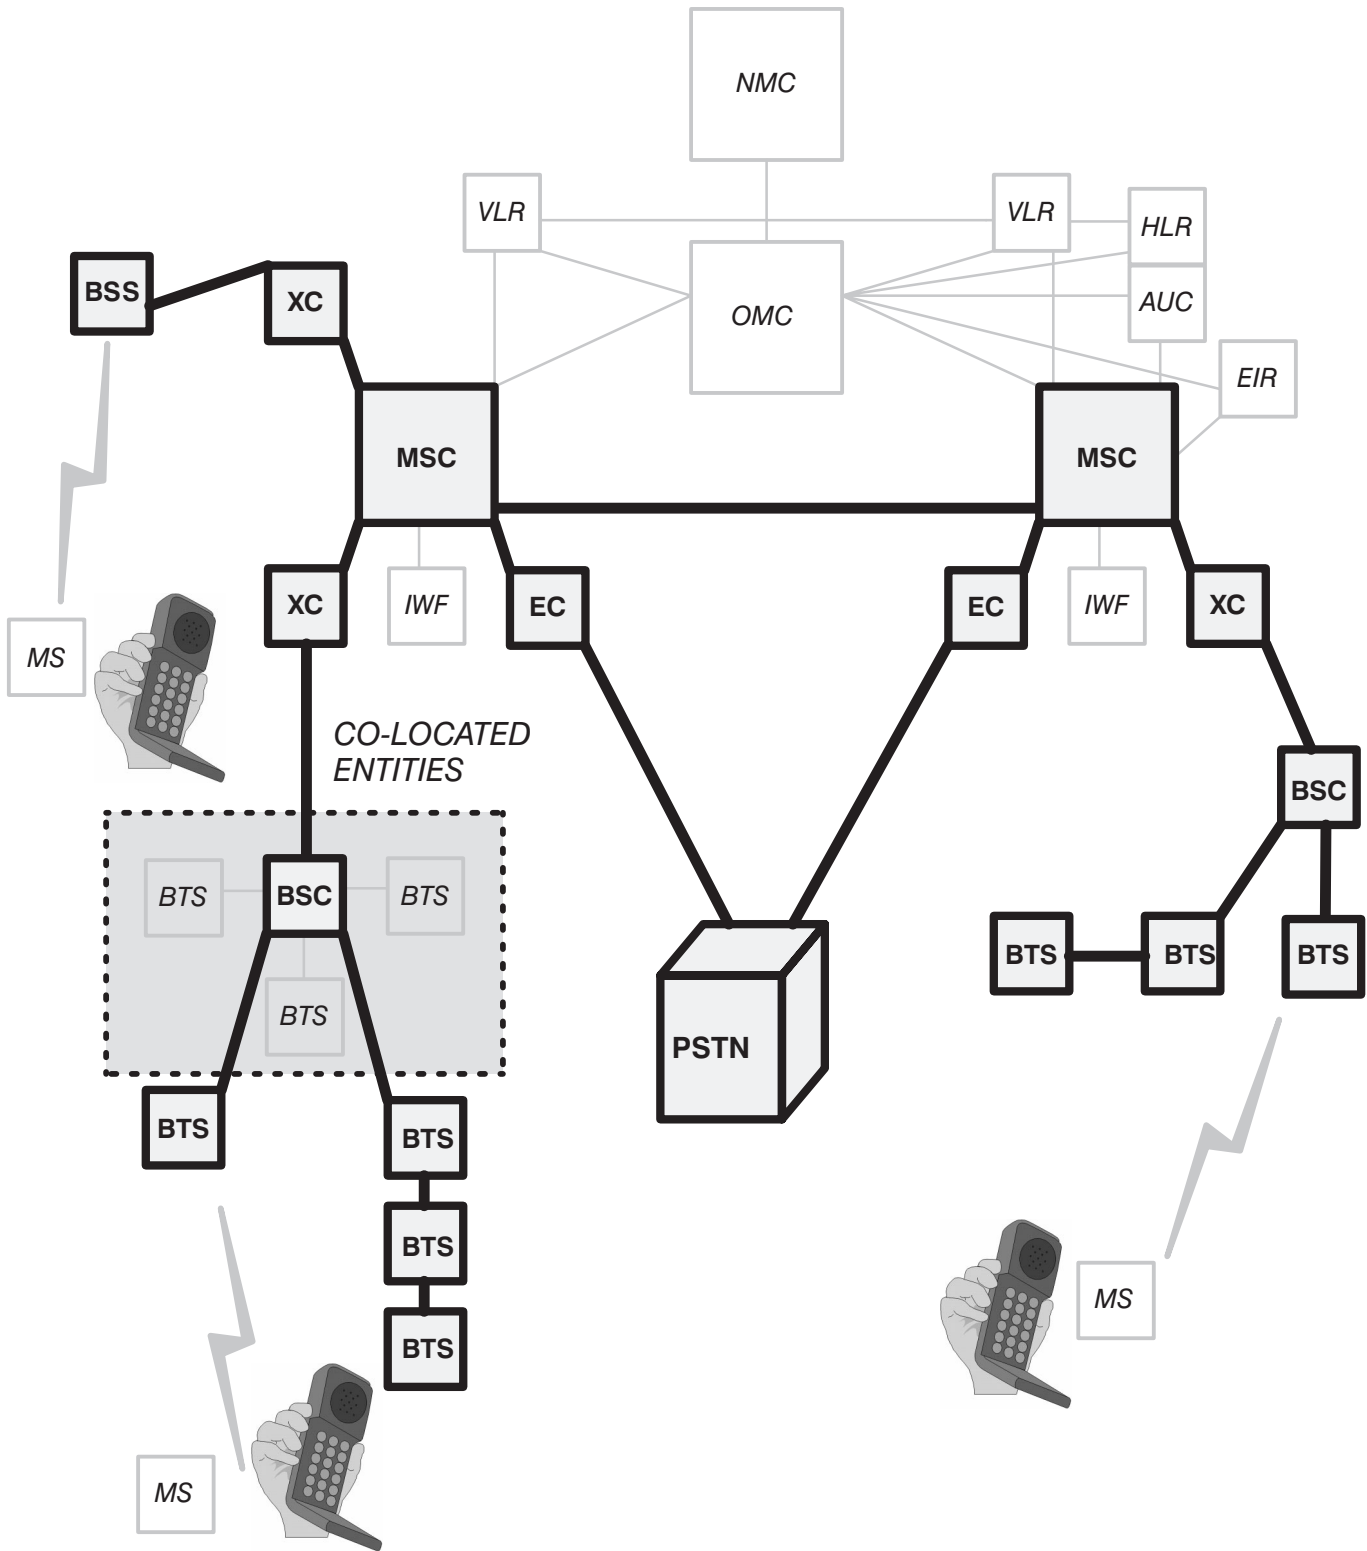 NMC
VLR
VLR
HLR
BSS
XC
OMC
AUC
EIR
MSC
MSC
XC
IWF
EC
EC
IWF
XC
MS
CO-LOCATED
ENTITIES
BSC
BTS
BSC
BTS
BTS
BTS
BTS
BTS
PSTN
BTS
BTS
BTS
MS
BTS
MS